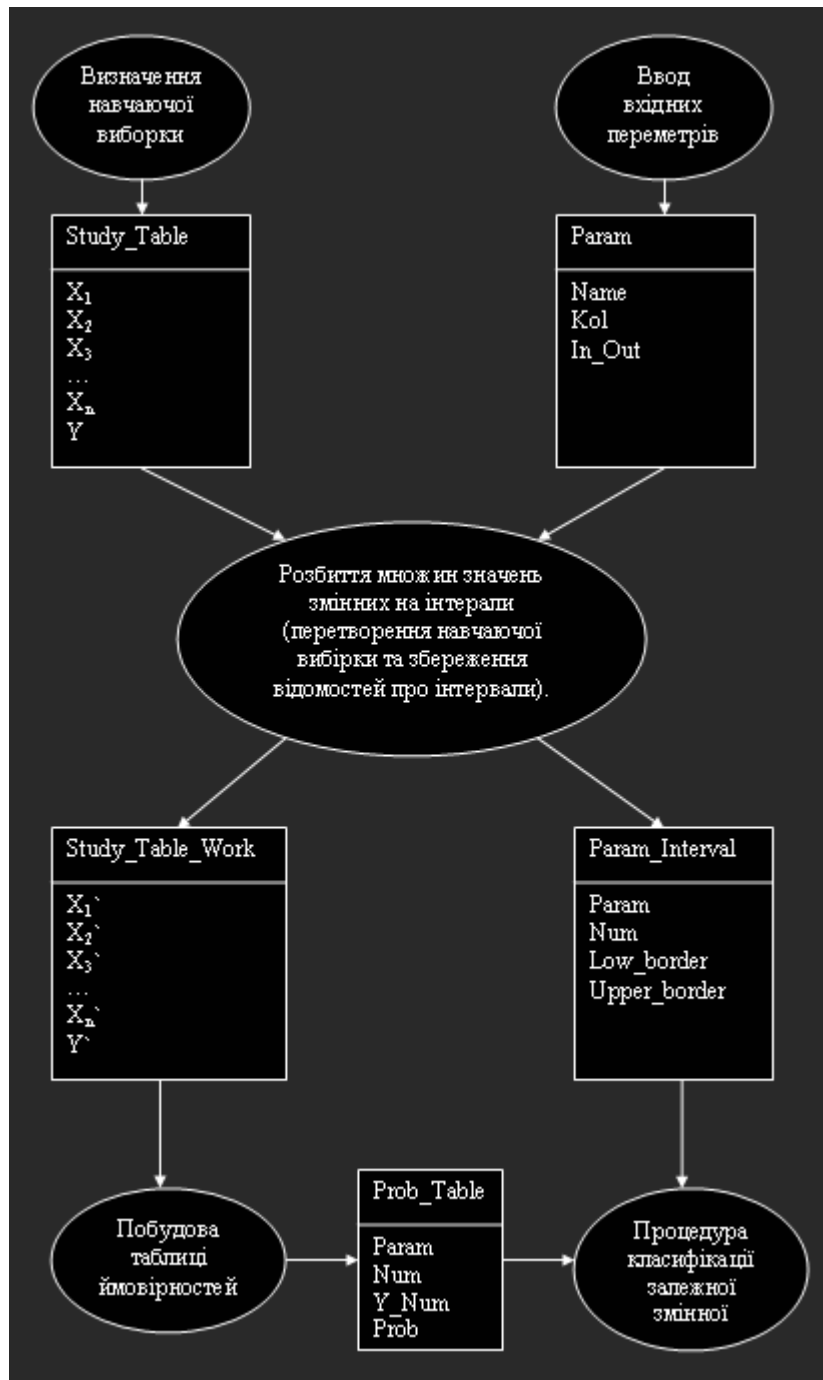 Визначення
навчаючої
виборки
Ввод
вхідних
переметрів
Study_Table
X₁
X₂
X₃
...
Xₙ
Y
Param
Name
Kol
In_Out
Розбиття множин значень
змінних на інтерали
(перетворення навчаючої
вибірки та збереження
відомостей про інтервали).
Study_Table_Work
X₁`
X₂`
X₃`
...
Xₙ`
Y`
Param_Interval
Param
Num
Low_border
Upper_border
Побудова
таблиці
ймовірностей
Prob_Table
Param
Num
Y_Num
Prob
Процедура
класифікації
залежної
змінної